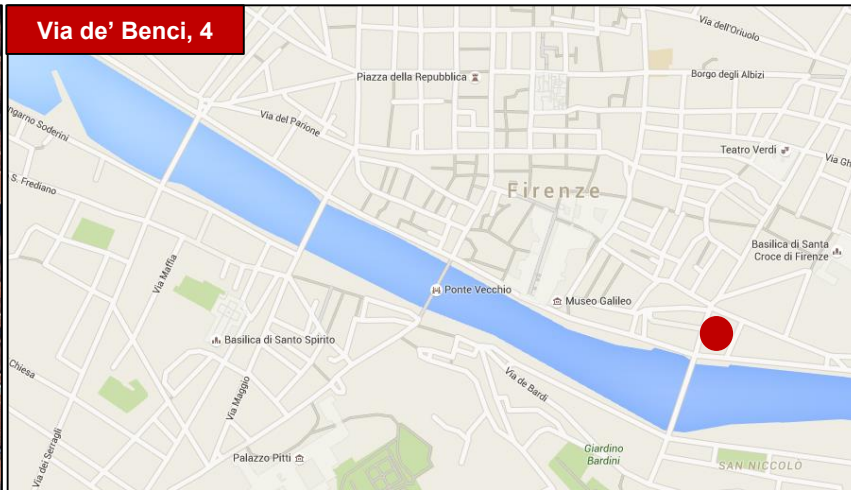 Via de' Benci, 4
Via dell'Oriuolo
Piazza della Repubblica
Borgo degli Albizi
ngarno Soderini
Via del Parione
Teatro Verdi
Via Gh
S. Frediano
Firenze
Basilica di Santa
Croce di Firenze
Via Maffia
Ponte Vecchio
Museo Galileo
Basilica di Santo Spirito
Chiesa
Via Maggio
Via de Bardi
Via dei Serragli
Palazzo Pitti
Giardino
Bardini
SAN NICCOLÒ